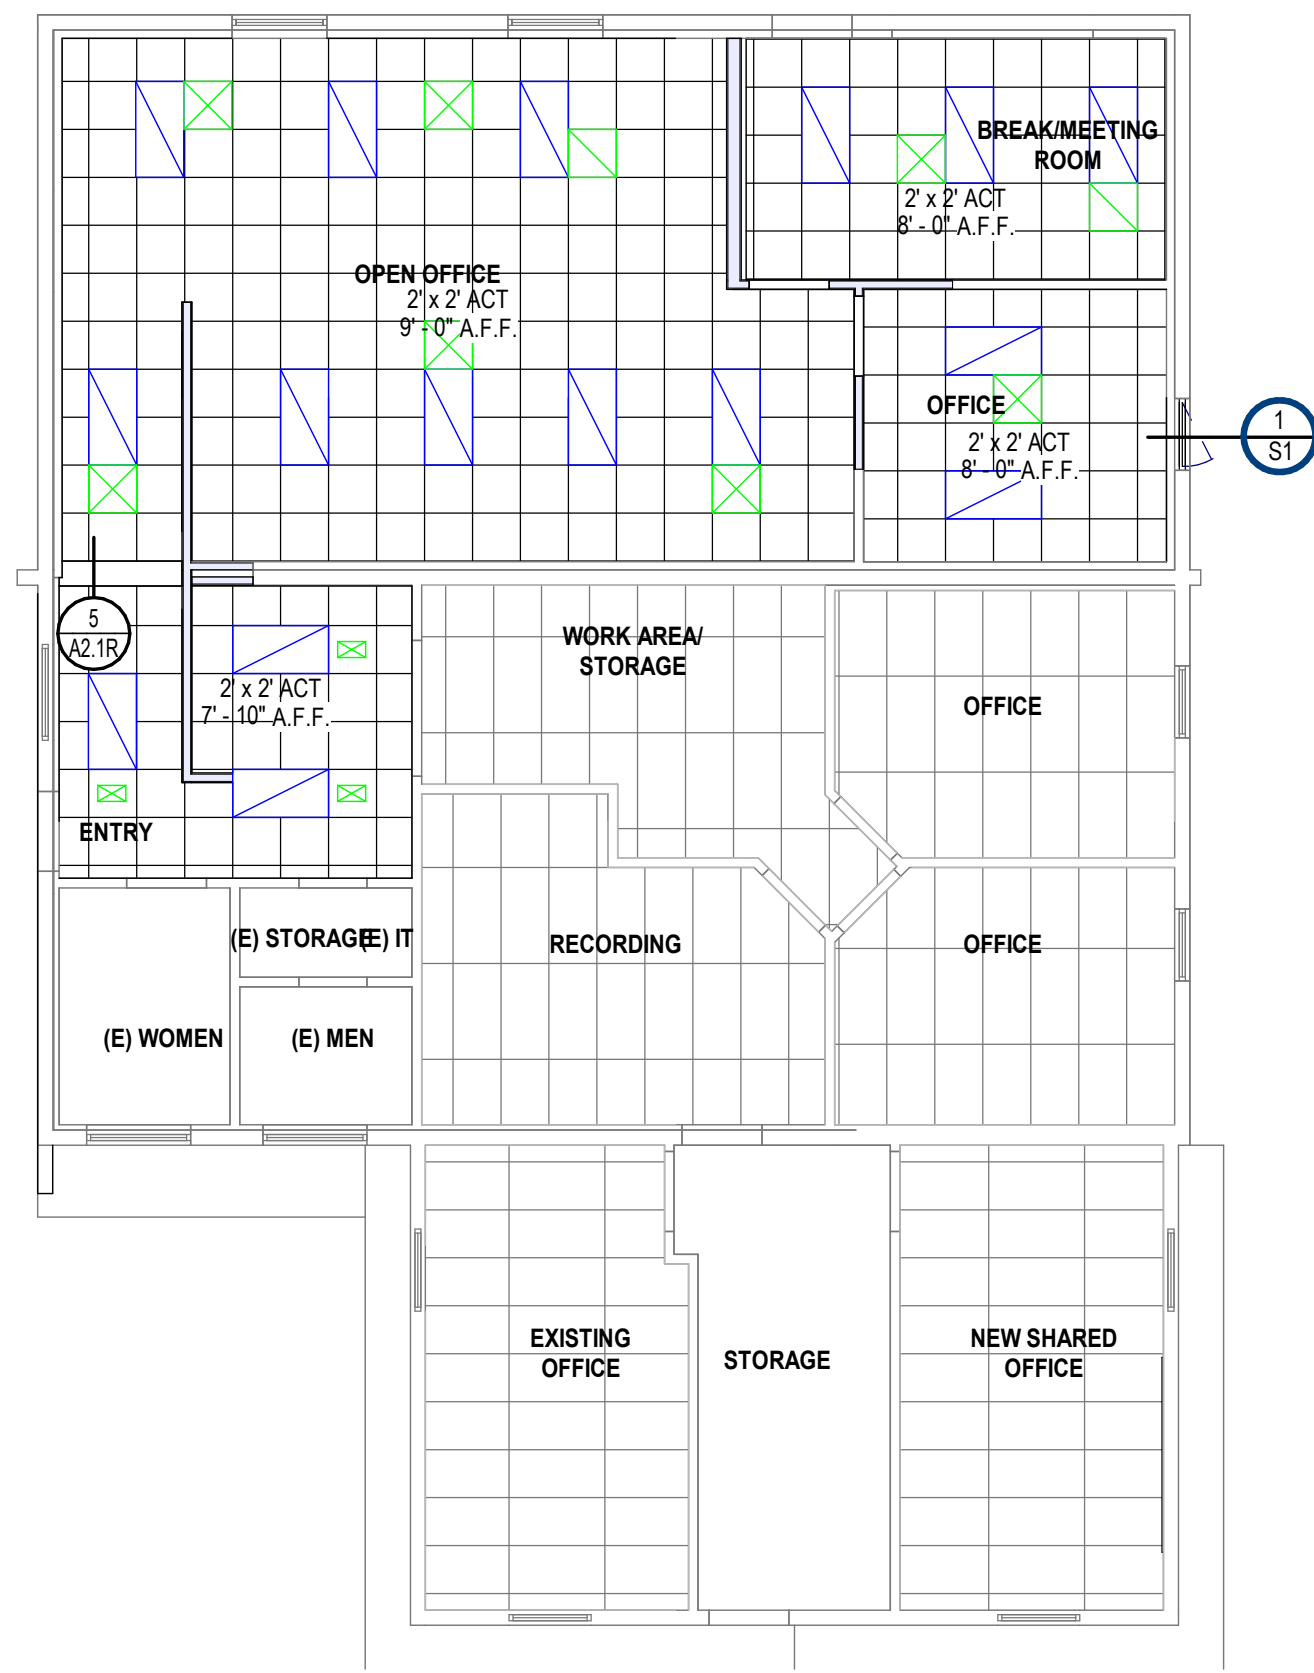 BREAK/MEETING
ROOM
2' x 2' ACT
8' - 0" A.F.F.
OPEN OFFICE
2' x 2' ACT
9' - 0" A.F.F.
OFFICE
2' x 2' ACT
8' - 0" A.F.F.
1
S1
5
A2.1R
WORK AREA/
STORAGE
2' x 2' ACT
7' - 10" A.F.F.
OFFICE
ENTRY
(E) STORAGE
(E) IT
RECORDING
OFFICE
(E) WOMEN
(E) MEN
EXISTING
OFFICE
STORAGE
NEW SHARED
OFFICE